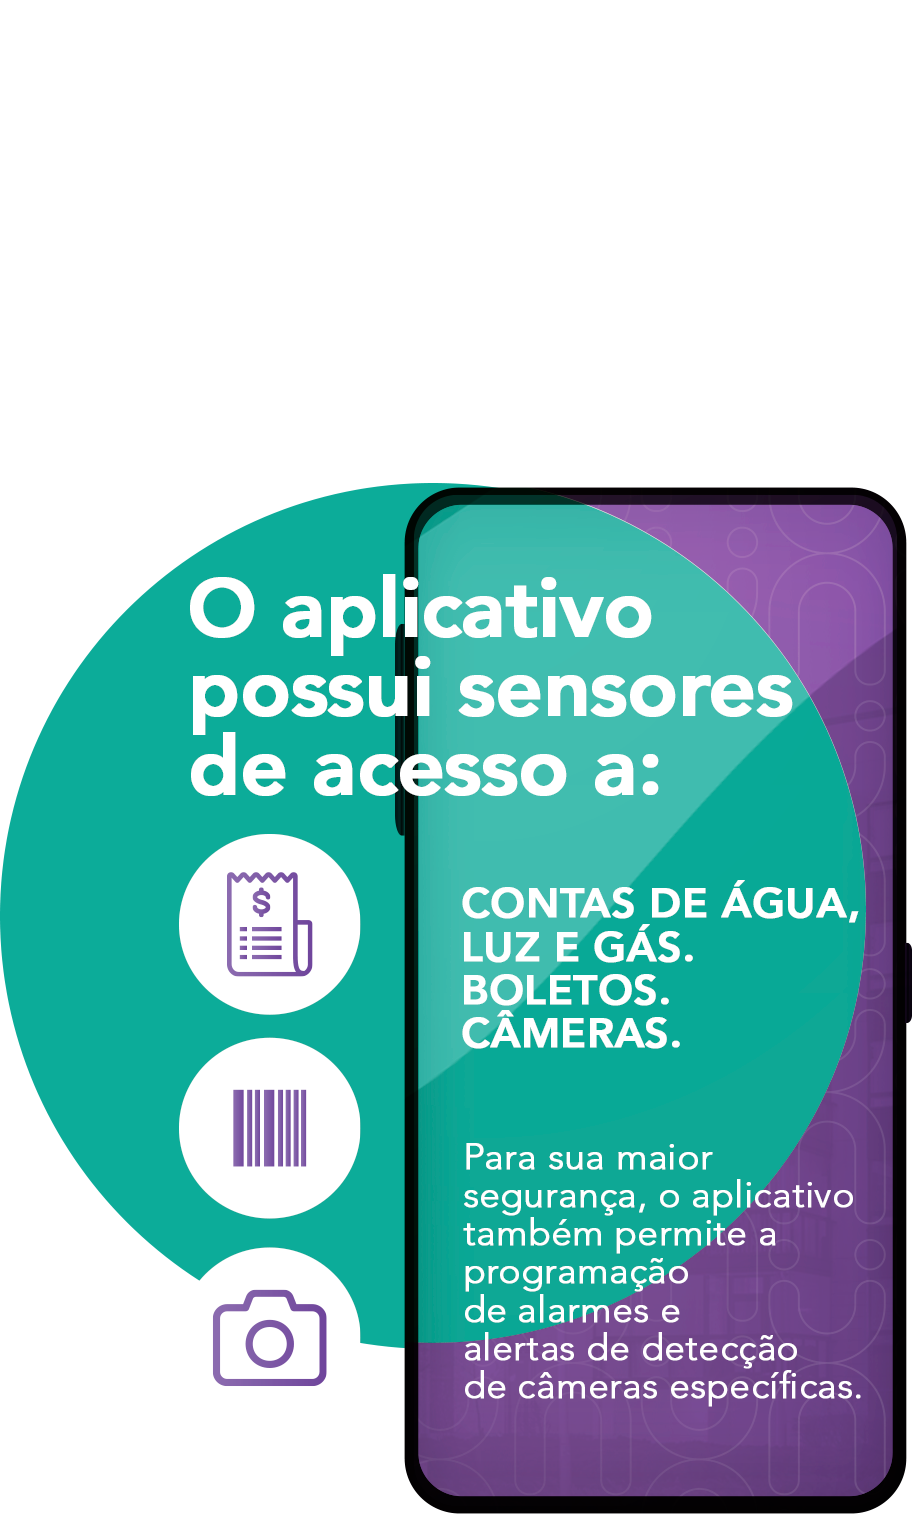 O aplicativo
possui sensores
de acesso a:
$
CONTAS DE ÁGUA,
LUZ E GÁS.
BOLETOS.
CÂMERAS.
Para sua maior
segurança, o aplicativo
também permite a
programação
de alarmes e
alertas de detecção
de câmeras específicas.